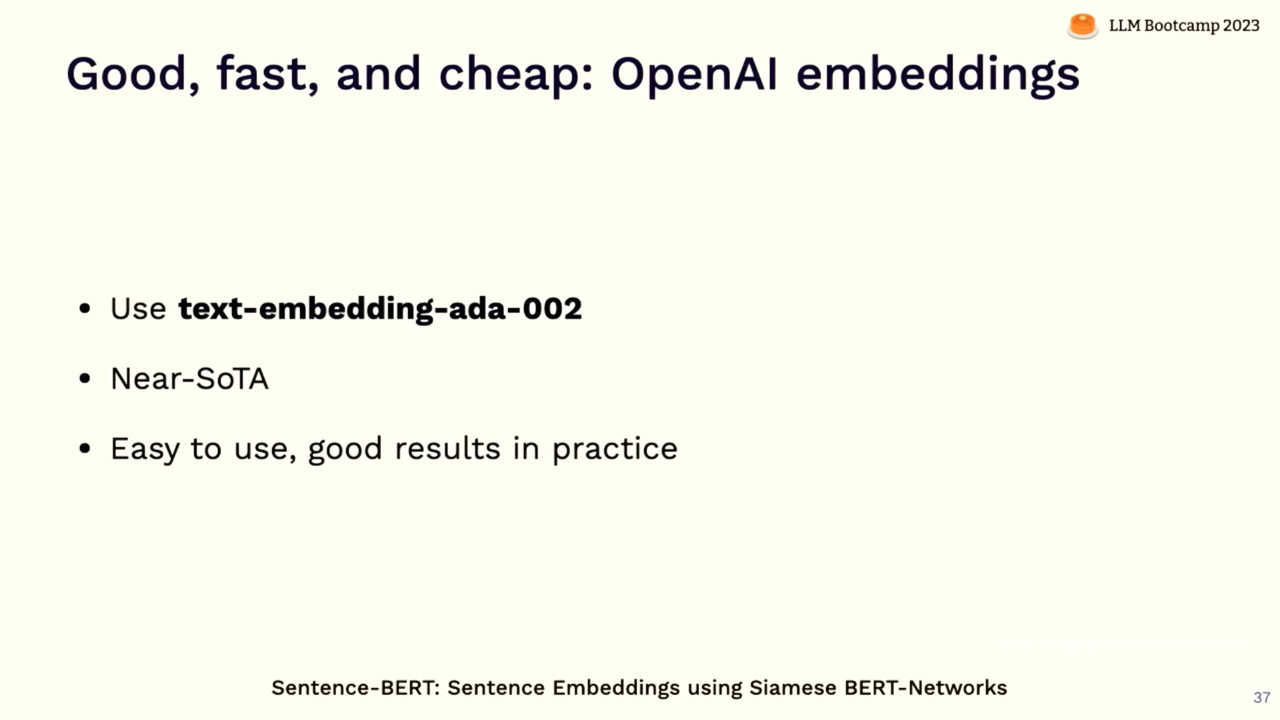 LLM Bootcamp 2023
Good, fast, and cheap: OpenAI embeddings
• Use text-embedding-ada-002
• Near-SoTA
• Easy to use, good results in practice
Sentence-BERT: Sentence Embeddings using Siamese BERT-Networks
37